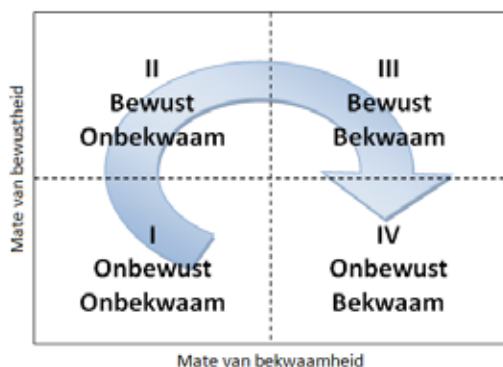 II
Bewust
Onbekwaam
III
Bewust
Bekwaam
I
Onbewust
Onbekwaam
IV
Onbewust
Bekwaam
Mate van bewustheid
Mate van bekwaamheid